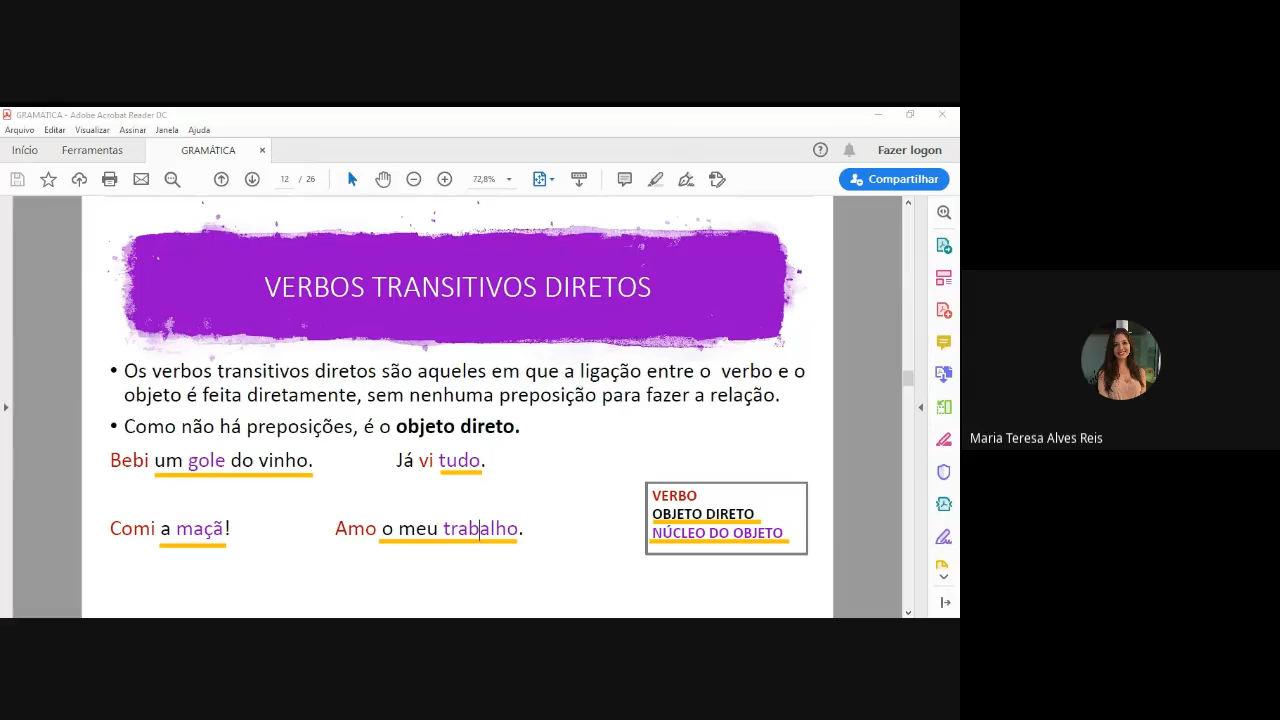 GRAMÁTICA - Adobe Acrobat Reader DC
Arquivo Editar Visualizar Assinar Janela Ajuda
Início Ferramentas GRAMÁTICA × Fazer logon
12 / 26 72,8% Compartilhar
VERBOS TRANSITIVOS DIRETOS
• Os verbos transitivos diretos são aqueles em que a ligação entre o verbo e o
objeto é feita diretamente, sem nenhuma preposição para fazer a relação.
• Como não há preposições, é o objeto direto.
Bebi um gole do vinho. Já vi tudo.
Comi a maçã! Amo o meu trabalho.
VERBO
OBJETO DIRETO
NÚCLEO DO OBJETO
Maria Teresa Alves Reis